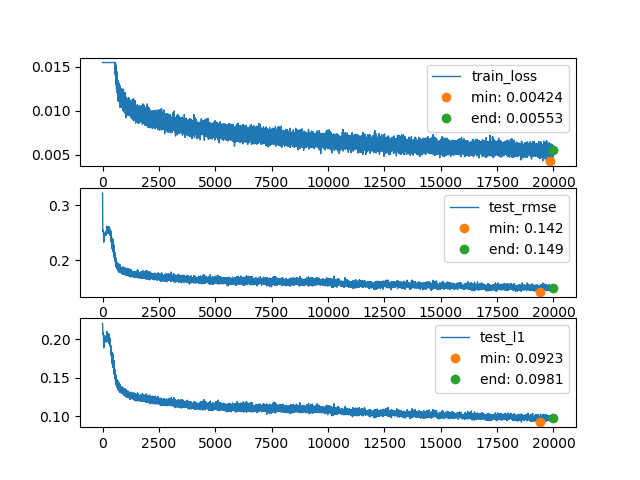 0.015
0.010
0.005
train_loss
min: 0.00424
end: 0.00553
0 2500 5000 7500 10000 12500 15000 17500 20000
0.3
0.2
test_rmse
min: 0.142
end: 0.149
0 2500 5000 7500 10000 12500 15000 17500 20000
0.20
0.15
0.10
test_l1
min: 0.0923
end: 0.0981
0 2500 5000 7500 10000 12500 15000 17500 20000